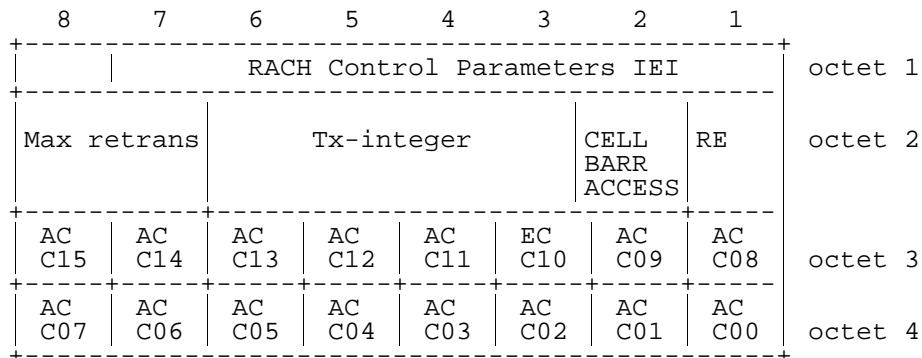 8 7 6 5 4 3 2 1
RACH Control Parameters IEI octet 1
Max retrans Tx-integer CELL RE octet 2
BARR
ACCESS
AC AC AC AC AC EC AC AC
C15 C14 C13 C12 C11 C10 C09 C08 octet 3
AC AC AC AC AC AC AC AC
C07 C06 C05 C04 C03 C02 C01 C00 octet 4